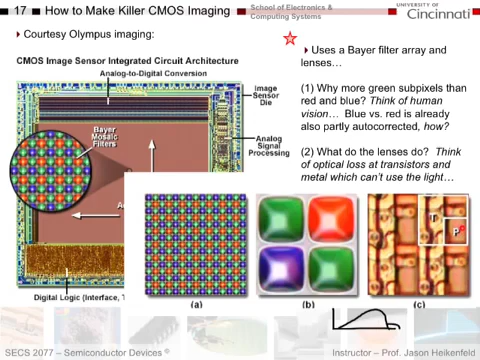 17 How to Make Killer CMOS Imaging
School of Electronics &
Computing Systems
UNIVERSITY OF
Cincinnati
Courtesy Olympus imaging:
CMOS Image Sensor Integrated Circuit Architecture
Analog-to-Digital Conversion
Image
Sensor
Die
Bayer
Mosaic
Filters
Analog
Signal
Processing
Digital Logic (Interface, T
Uses a Bayer filter array and
lenses…
(1) Why more green subpixels than
red and blue? Think of human
vision… Blue vs. red is already
also partly autocorrected, how?
(2) What do the lenses do? Think
of optical loss at transistors and
metal which can't use the light…
T
P
(a)
(b)
(c)
SECS 2077 – Semiconductor Devices ©
Instructor – Prof. Jason Heikenfeld